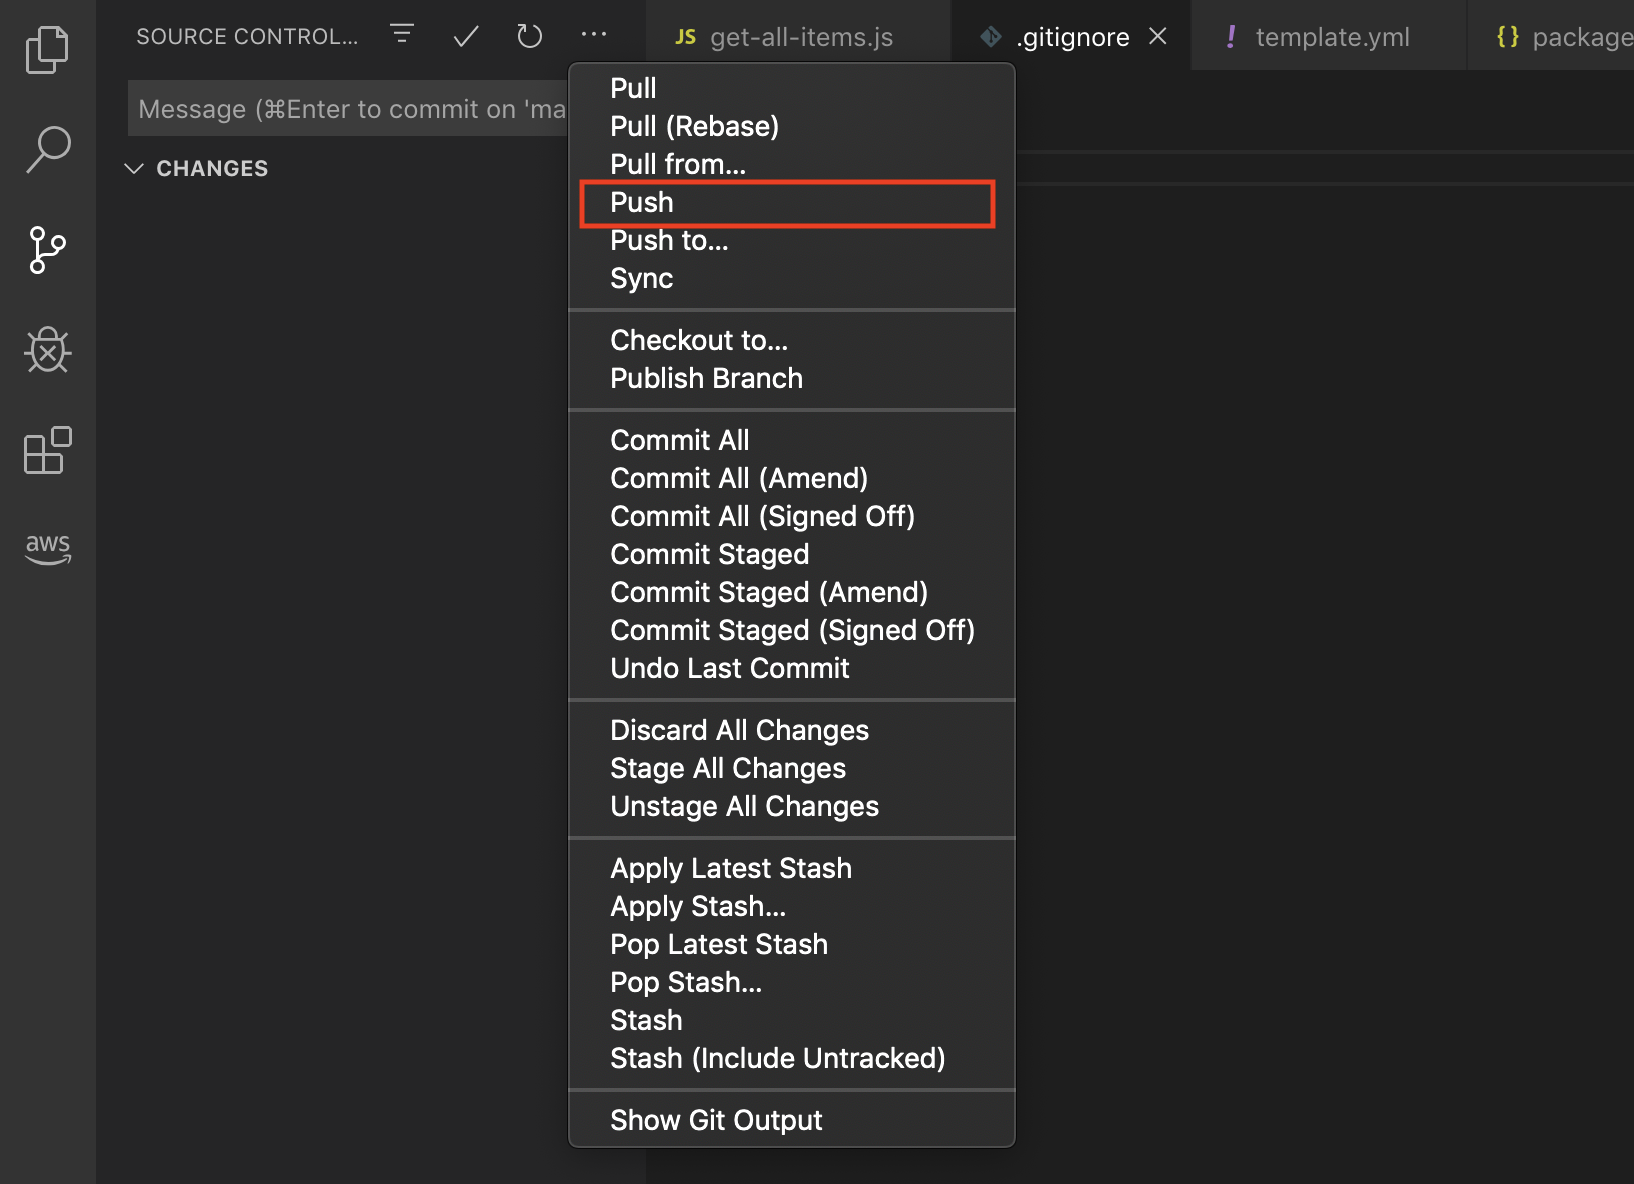 SOURCE CONTROL...
JS get-all-items.js
.gitignore
! template.yml
{} package
Message (⌘Enter to commit on 'ma
CHANGES
aws
Pull
Pull (Rebase)
Pull from...
Push
Push to...
Sync
Checkout to...
Publish Branch
Commit All
Commit All (Amend)
Commit All (Signed Off)
Commit Staged
Commit Staged (Amend)
Commit Staged (Signed Off)
Undo Last Commit
Discard All Changes
Stage All Changes
Unstage All Changes
Apply Latest Stash
Apply Stash...
Pop Latest Stash
Pop Stash...
Stash
Stash (Include Untracked)
Show Git Output